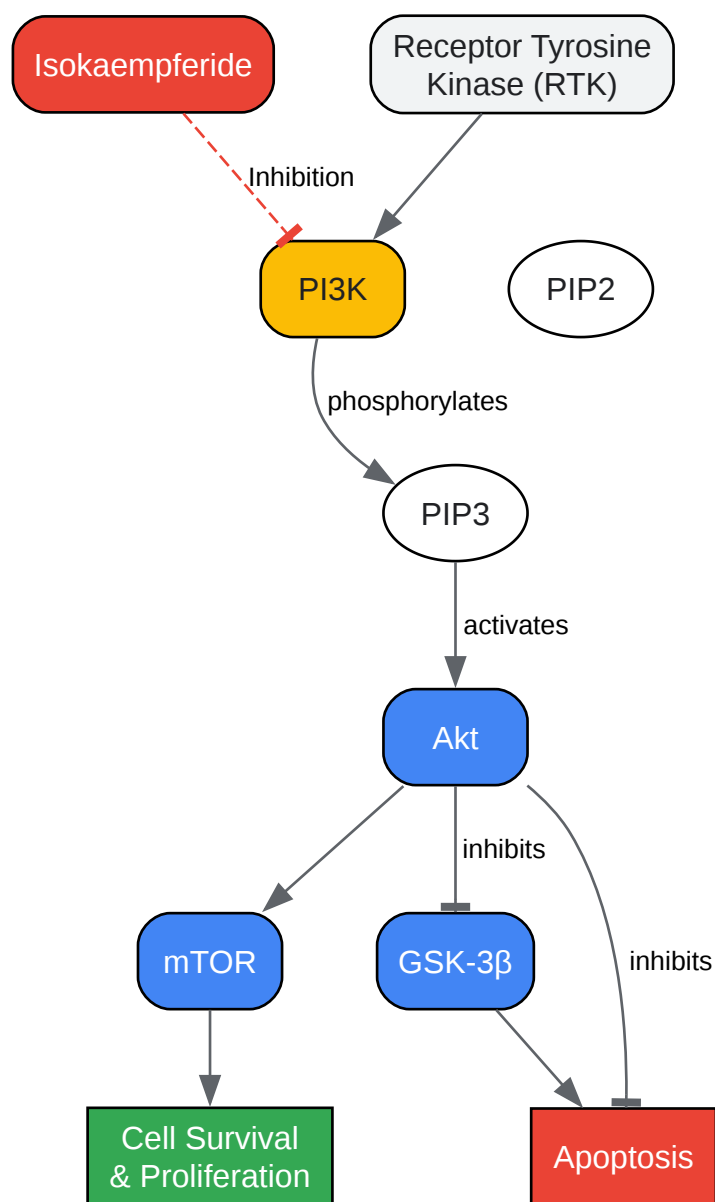 Isokaempferide
Receptor Tyrosine
Kinase (RTK)
Inhibition
PI3K
PIP2
phosphorylates
PIP3
activates
Akt
inhibits
mTOR
GSK-3β
inhibits
Cell Survival
& Proliferation
Apoptosis